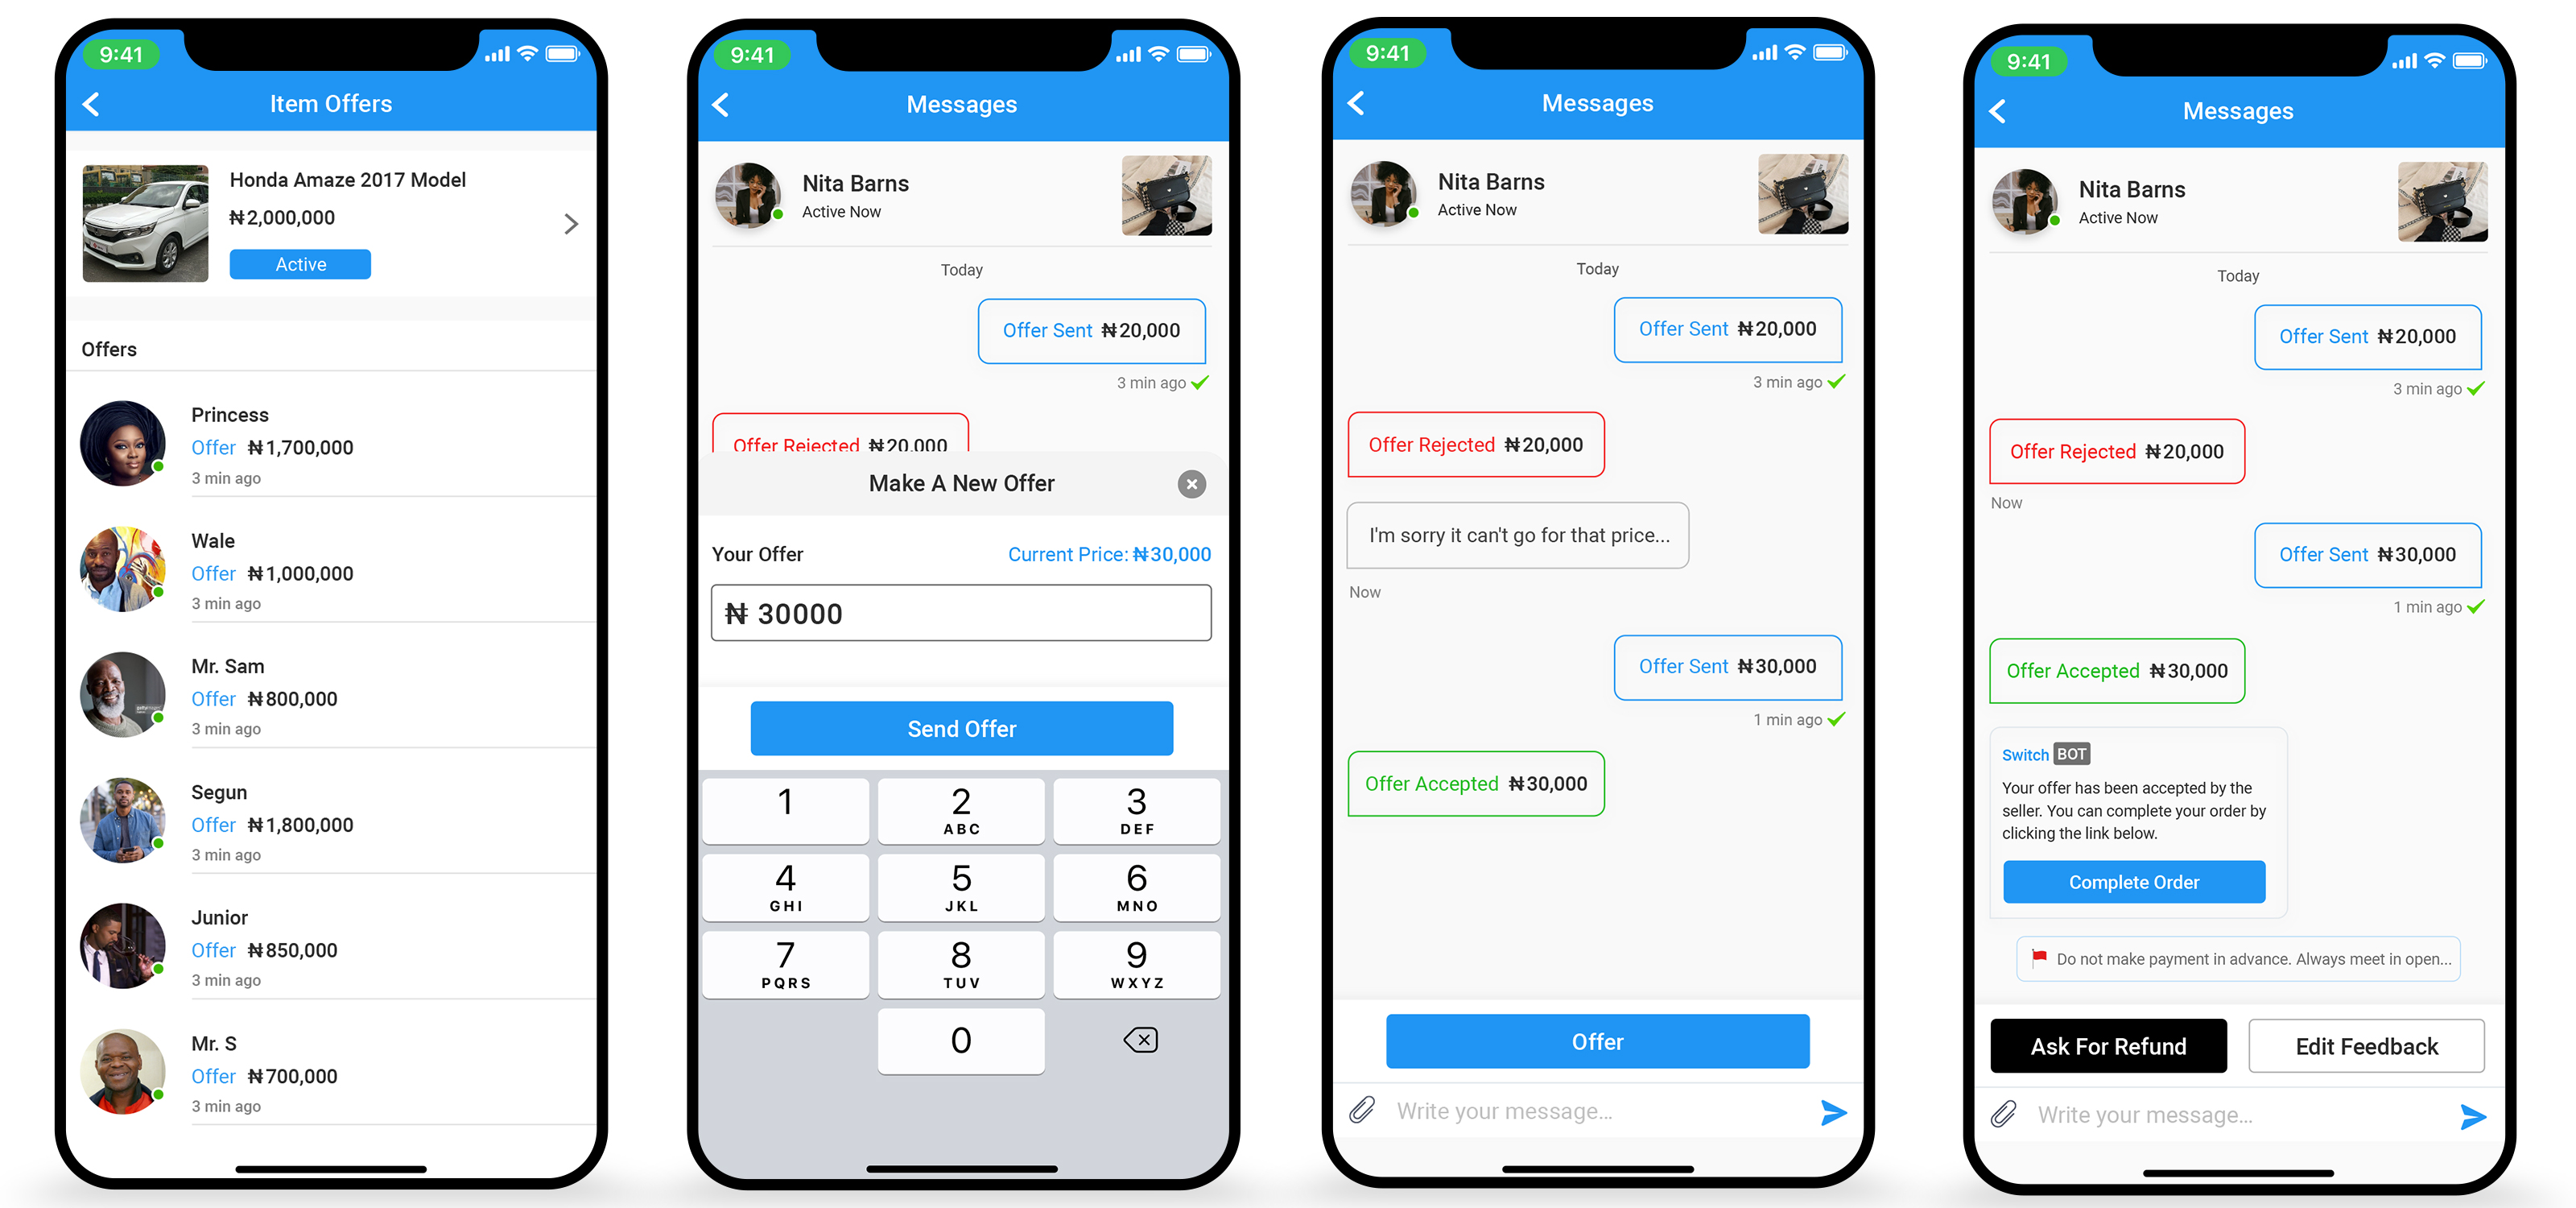 9:41
Item Offers
Honda Amaze 2017 Model
₦2,000,000
Active
Offers
Princess
Offer ₦1,700,000
3 min ago
Wale
Offer ₦1,000,000
3 min ago
Mr. Sam
Offer ₦800,000
3 min ago
Segun
Offer ₦1,800,000
3 min ago
Junior
Offer ₦850,000
3 min ago
Mr. S
Offer ₦700,000
3 min ago
9:41
Messages
Nita Barns
Active Now
Today
Offer Sent ₦20,000
3 min ago
Offer Rejected ₦20,000
Make A New Offer
Your Offer Current Price: ₦30,000
₦ 30000
Send Offer
1 2 3
ABC DEF
4 5 6
GHI JKL MNO
7 8 9
PQRS TUV WXYZ
0
9:41
Messages
Nita Barns
Active Now
Today
Offer Sent ₦20,000
3 min ago
Offer Rejected ₦20,000
I'm sorry it can't go for that price...
Now
Offer Sent ₦30,000
1 min ago
Offer Accepted ₦30,000
Offer
Write your message...
9:41
Messages
Nita Barns
Active Now
Today
Offer Sent ₦20,000
3 min ago
Offer Rejected ₦20,000
Now
Offer Sent ₦30,000
1 min ago
Offer Accepted ₦30,000
Switch BOT
Your offer has been accepted by the
seller. You can complete your order by
clicking the link below.
Complete Order
Do not make payment in advance. Always meet in open...
Ask For Refund Edit Feedback
Write your message...